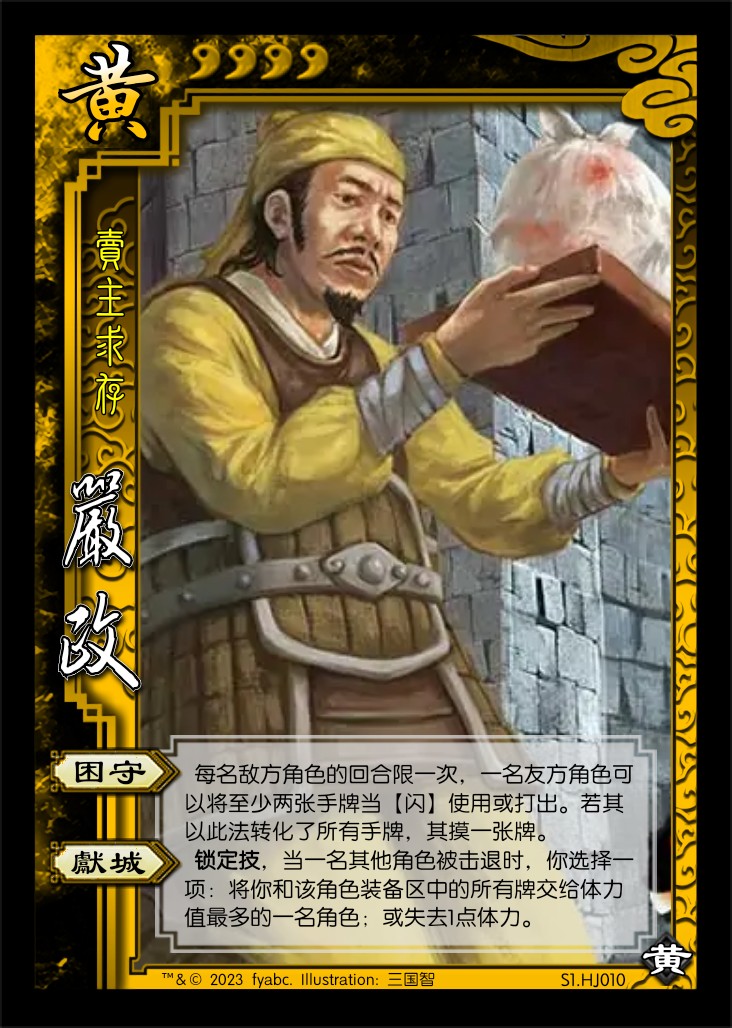 黄
賣主求存
嚴政
困守
每名敌方角色的回合限一次，一名友方角色可
以将至少两张手牌当【闪】使用或打出。若其
以此法转化了所有手牌，其摸一张牌。
獻城
锁定技，当一名其他角色被击退时，你选择一
项：将你和该角色装备区中的所有牌交给体力
值最多的一名角色；或失去1点体力。
™&© 2023 fyabc. Illustration: 三国智
S1.HJ010
黄